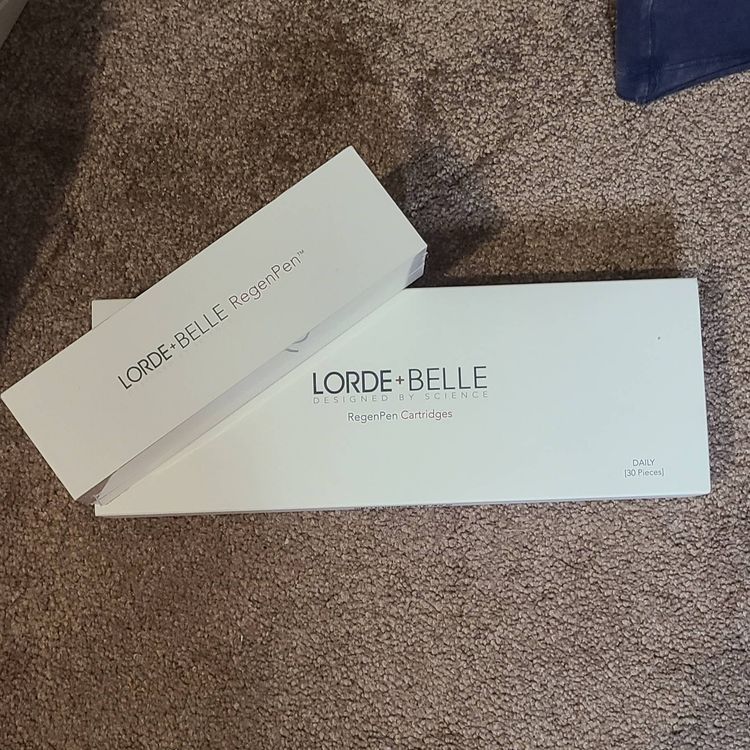 LORDE+BELLE RegenPen™
LORDE+BELLE
DESIGNED BY SCIENCE
RegenPen Cartridges
DAILY
[30 Pieces]